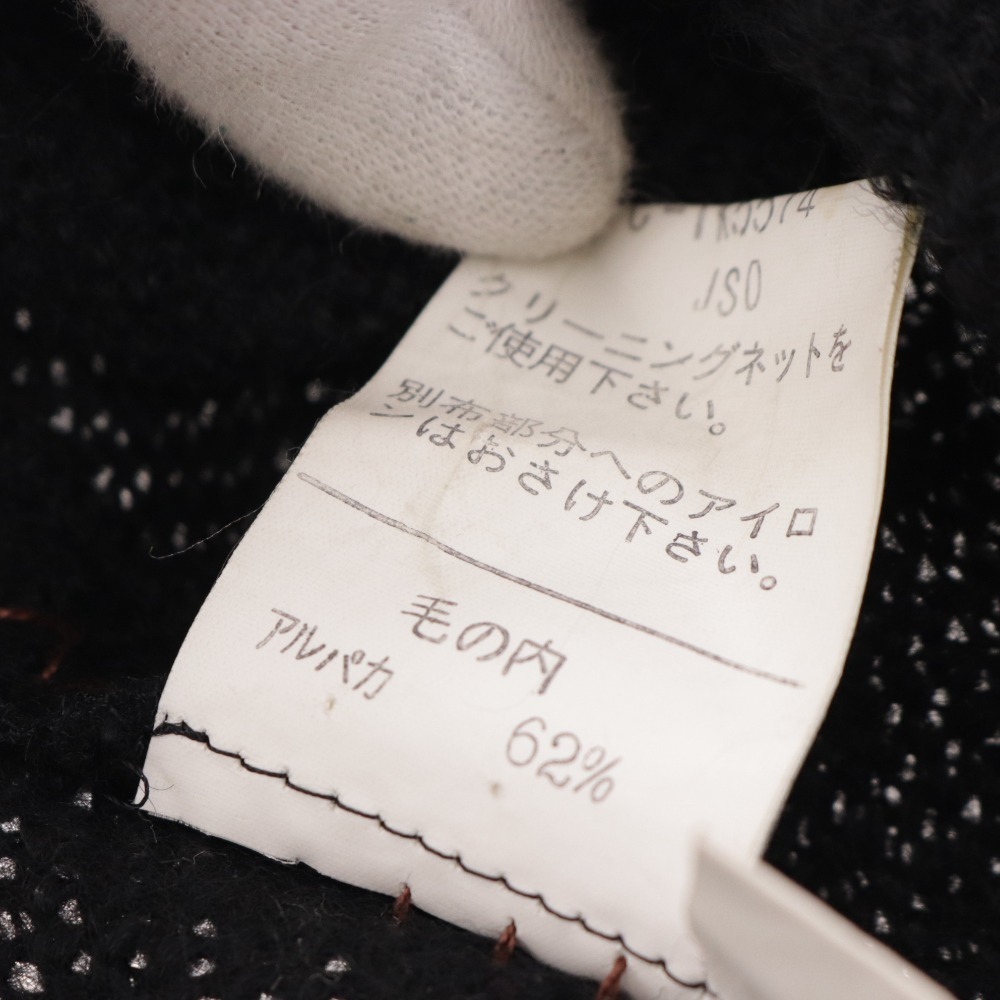 JSO
クリーニングネットを
ご使用下さい。
別布部分へのアイロ
ンはおさけ下さい。
毛の内
アルパカ
62%